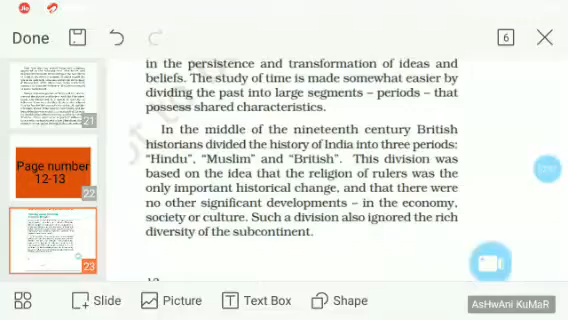 Done
6
in the persistence and transformation of ideas and
beliefs. The study of time is made somewhat easier by
dividing the past into large segments – periods – that
possess shared characteristics.
In the middle of the nineteenth century British
historians divided the history of India into three periods:
“Hindu”, “Muslim” and “British”. This division was
based on the idea that the religion of rulers was the
only important historical change, and that there were
no other significant developments – in the economy,
society or culture. Such a division also ignored the rich
diversity of the subcontinent.
21
Page number
12-13
22
23
Slide
Picture
Text Box
Shape
AsHwAni KuMaR